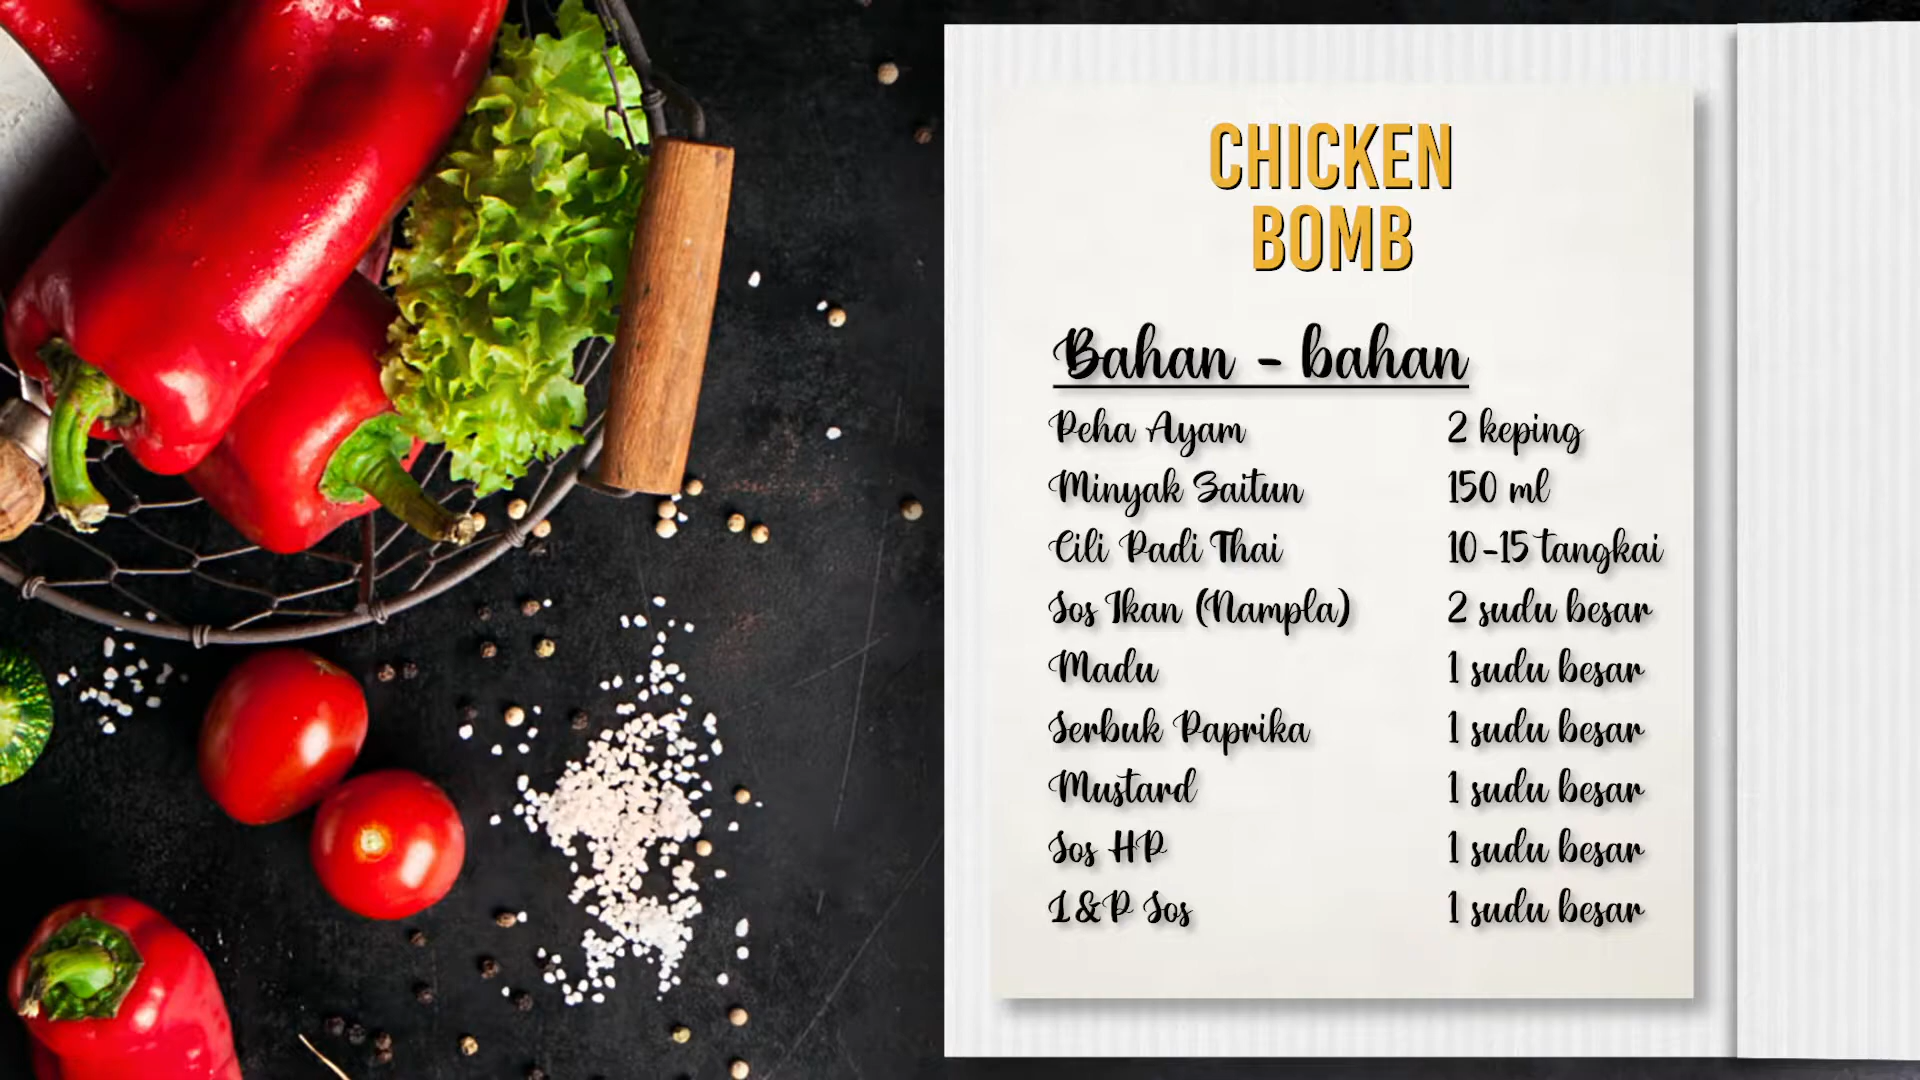 CHICKEN
BOMB
Bahan - bahan
Peha Ayam 2 keping
Minyak Zaitun 150 ml
Cili Padi Thai 10-15 tangkai
Sos Ikan (Nampla) 2 sudu besar
Madu 1 sudu besar
Serbuk Paprika 1 sudu besar
Mustard 1 sudu besar
Sos HP 1 sudu besar
L&P Sos 1 sudu besar